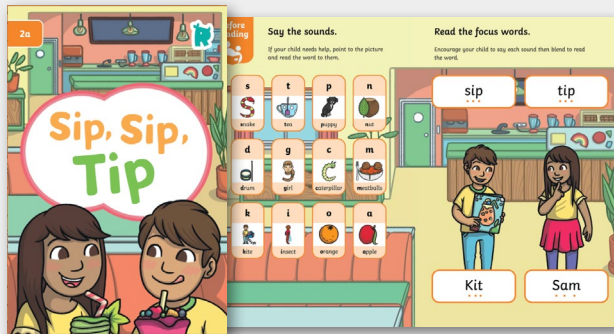 2a
Sip, Sip,
Tip
Say the sounds.
If your child needs help, point to the picture
and read the word to them.
s t p n
snake tea puppy nut
d g c m
drum girl caterpillar meatballs
k i o a
kite insect orange apple
Read the focus words.
Encourage your child to say each sound then blend to read
the word.
sip tip
Kit Sam